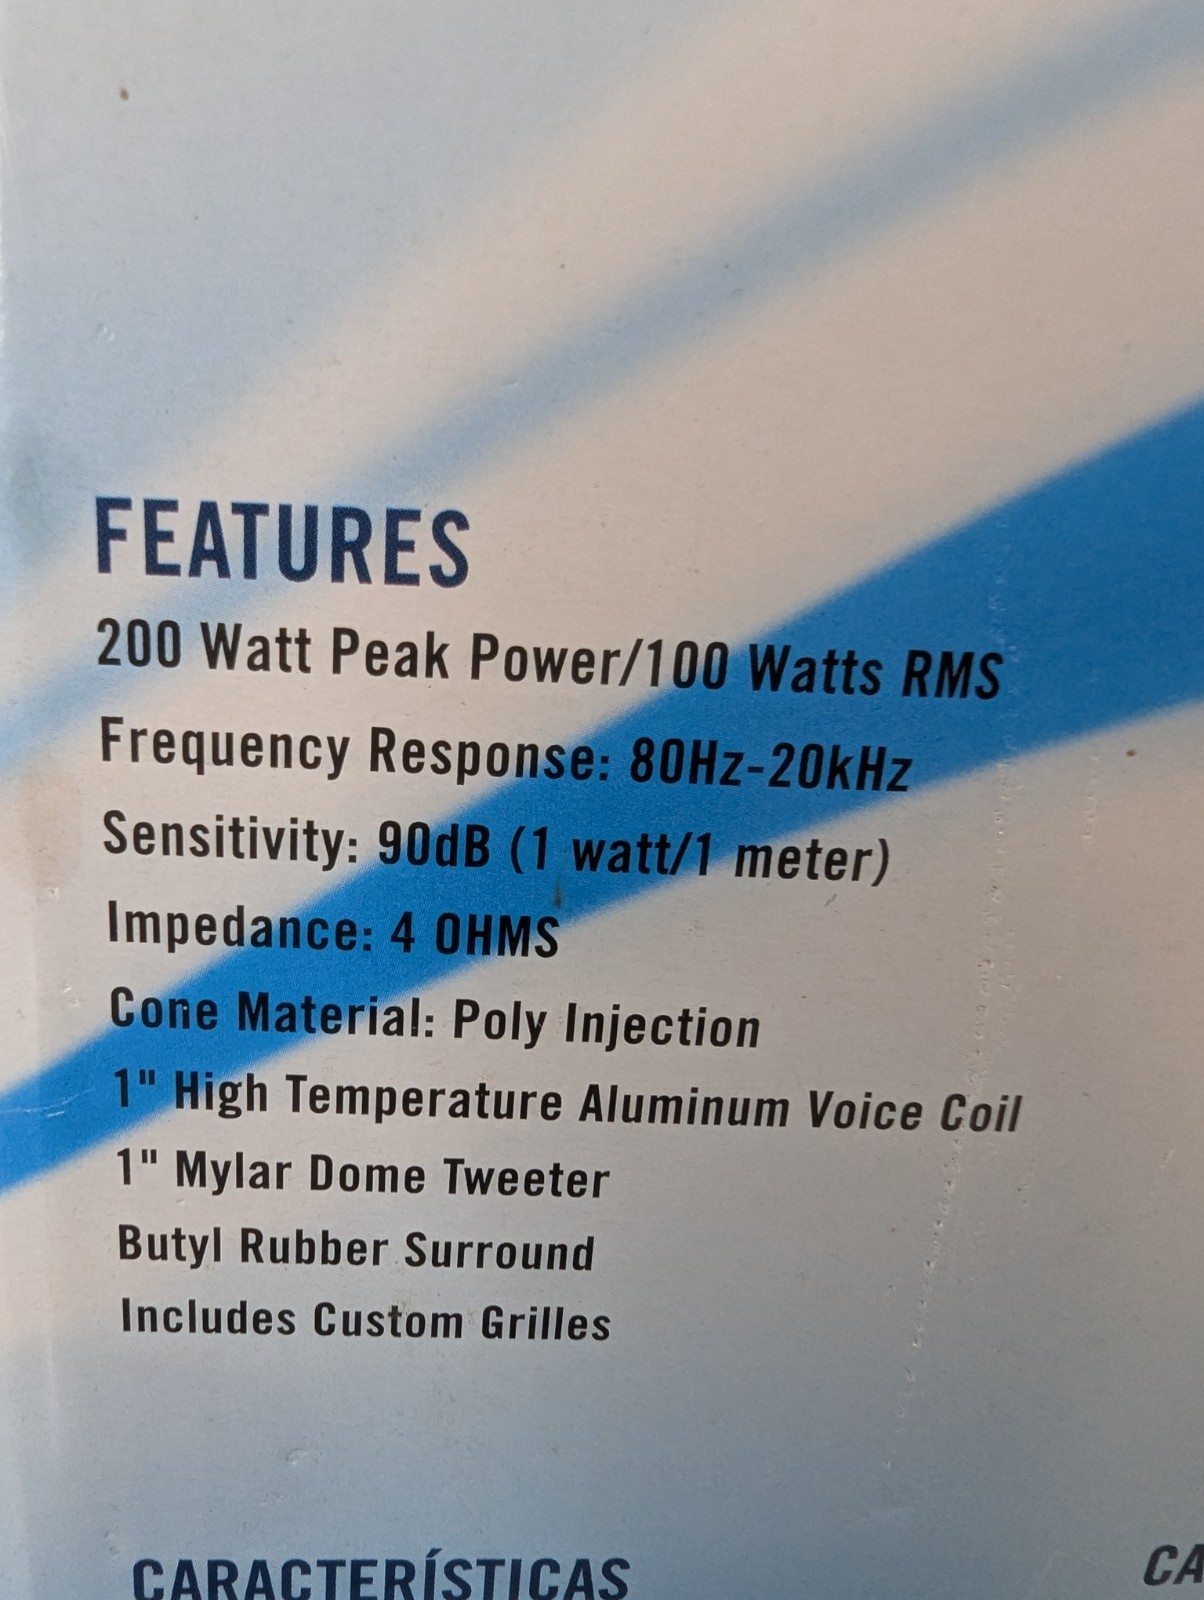 FEATURES
200 Watt Peak Power/100 Watts RMS
Frequency Response: 80Hz-20kHz
Sensitivity: 90dB (1 watt/1 meter)
Impedance: 4 OHMS
Cone Material: Poly Injection
1" High Temperature Aluminum Voice Coil
1" Mylar Dome Tweeter
Butyl Rubber Surround
Includes Custom Grilles
CARACTERÍSTICAS